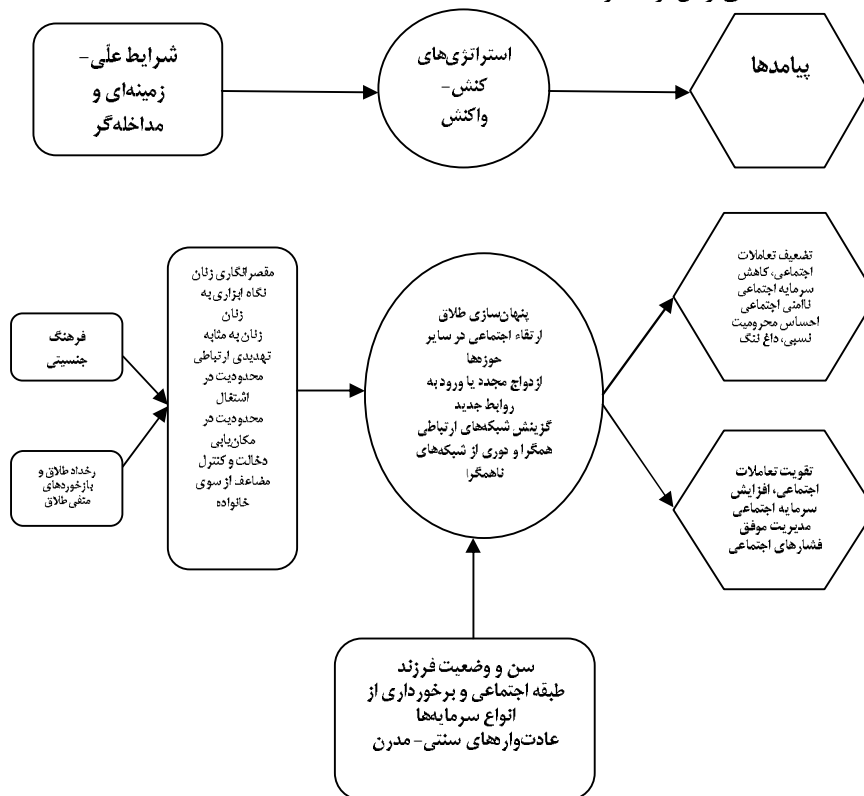 شرایط علّی-
زمینه‌ای و
مداخله‌گر
استراتژی‌های
کنش-
واکنش
پیامدها
فرهنگ
جنسیتی
رخداد طلاق و
بازخوردهای
منفی طلاق
مقصرانگاری زنان
نگاه ابزاری به
زنان
زنان به مثابه
تهدیدی ارتباطی
محدودیت در
اشتغال
محدودیت در
مکان‌یابی
دخالت و کنترل
مضاعف از سوی
خانواده
پنهان‌سازی طلاق
ارتقاء اجتماعی در سایر
حوزه‌ها
ازدواج مجدد یا ورود به
روابط جدید
گزینش شبکه‌های ارتباطی
همگرا و دوری از شبکه‌های
ناهمگرا
تضعیف تعاملات
اجتماعی، کاهش
سرمایه اجتماعی
ناامنی اجتماعی
احساس محرومیت
نسبی، داغ ننگ
تقویت تعاملات
اجتماعی، افزایش
سرمایه اجتماعی
مدیریت موفق
فشارهای اجتماعی
سن و وضعیت فرزند
طبقه اجتماعی و برخورداری از
انواع سرمایه‌ها
عادت‌واره‌های سنتی- مدرن